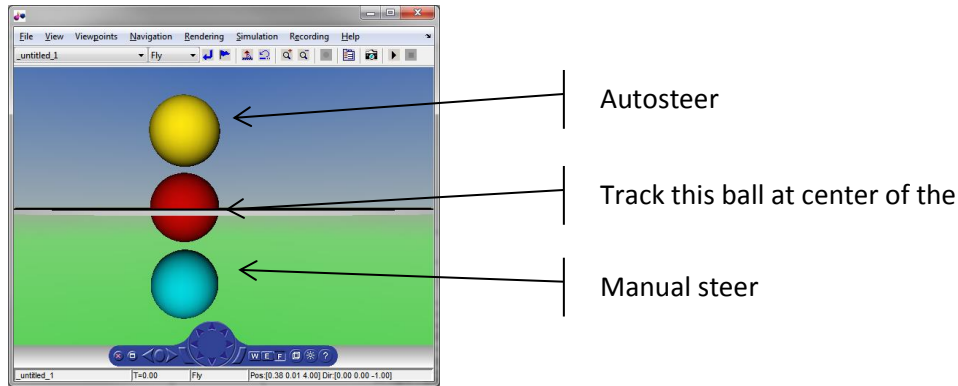 File View Viewpoints Navigation Rendering Simulation Recording Help
_untitled_1 Fly
Autosteer
Track this ball at center of the
Manual steer
W E F ?
_untitled_1 T=0.00 Fly Pos:[0.38 0.01 4.00] Dir:[0.00 0.00 -1.00]